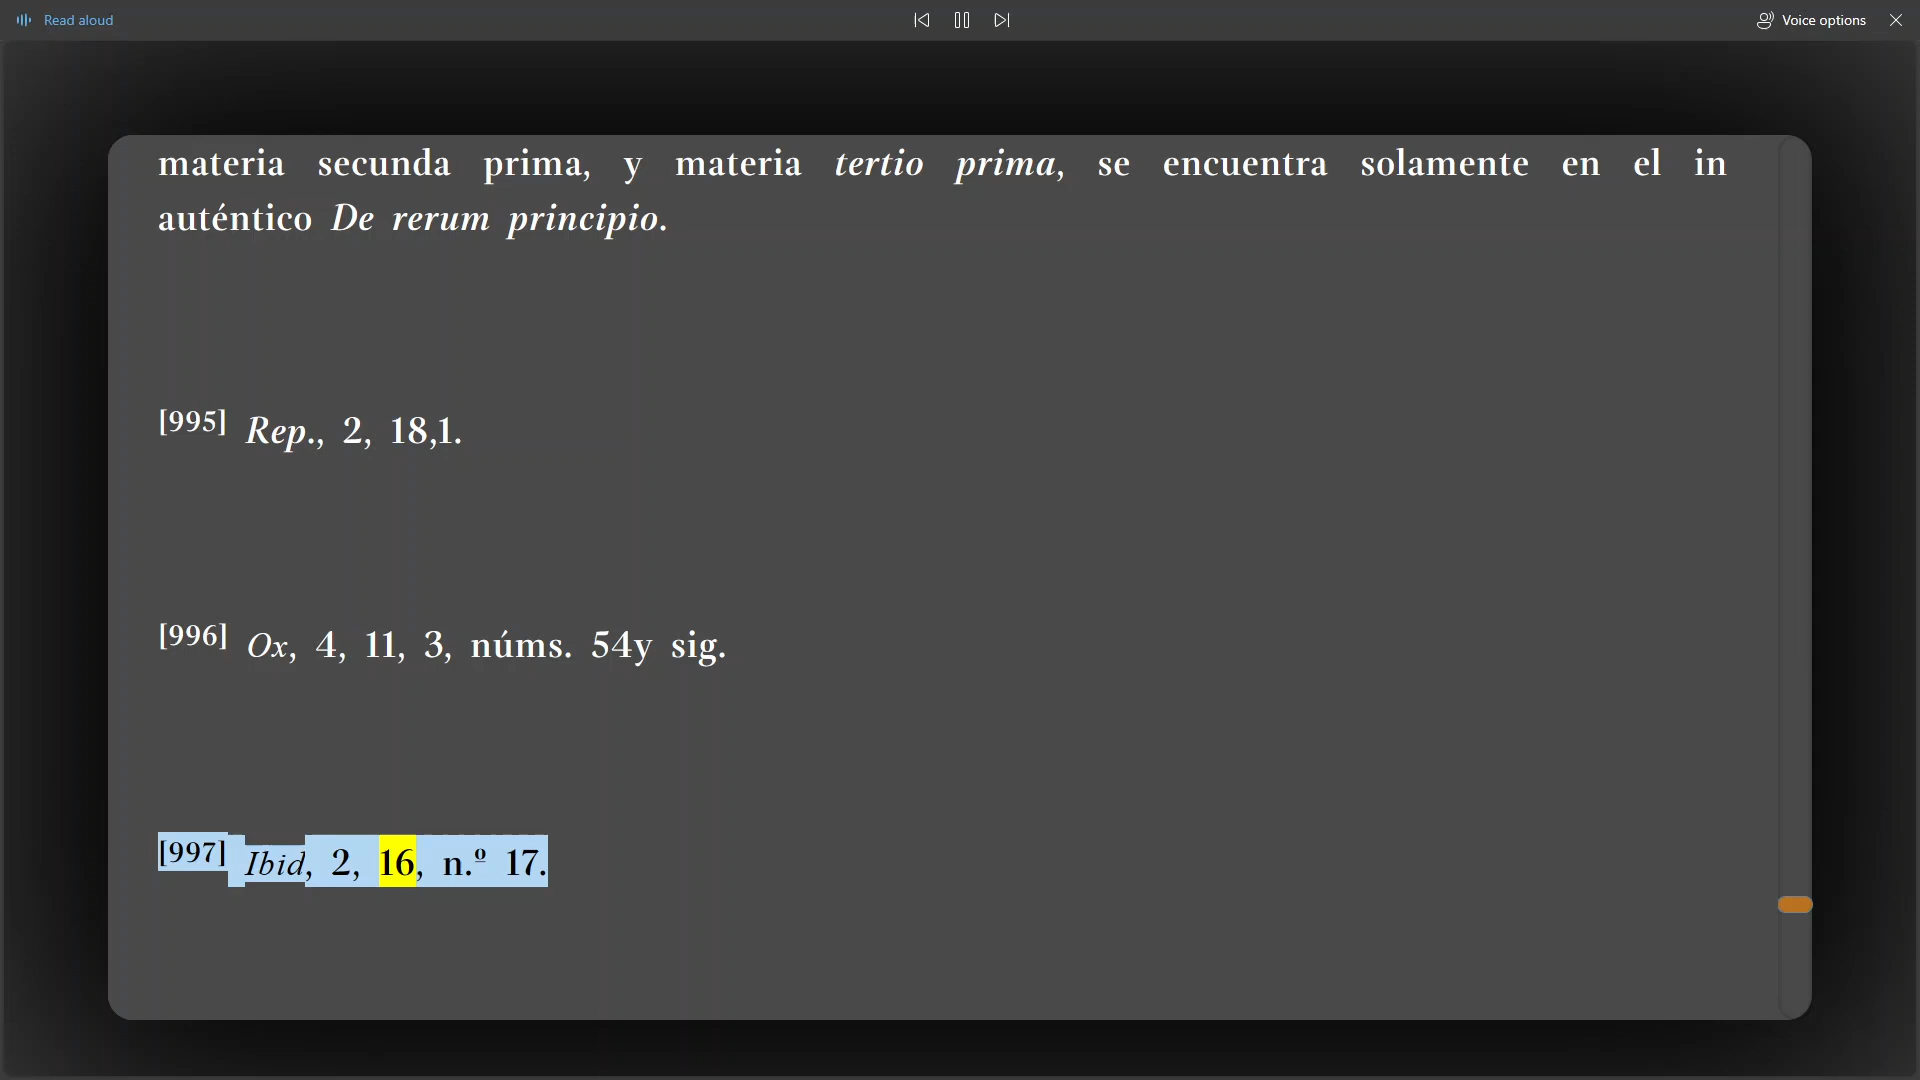 Read aloud
Voice options
materia secunda prima, y materia tertio prima, se encuentra solamente en el in
auténtico De rerum principio.
[995] Rep., 2, 18,1.
[996] Ox, 4, 11, 3, núms. 54y sig.
[997] Ibid, 2, 16, n.º 17.